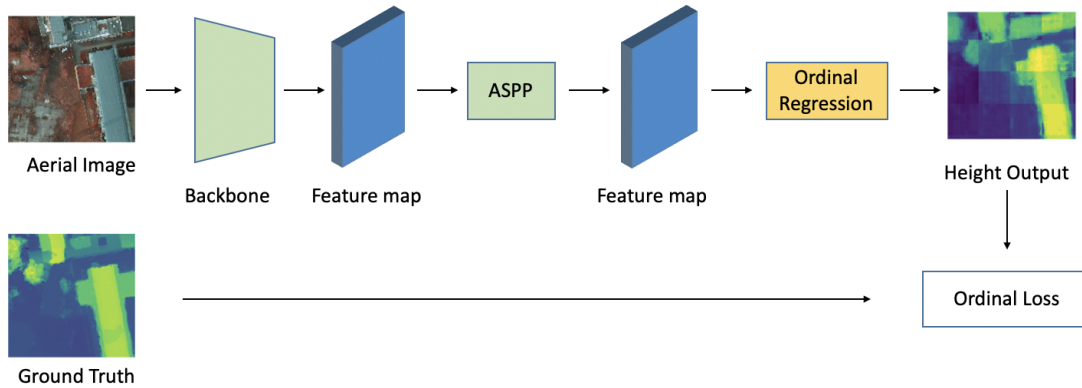 Aerial Image
Backbone
Feature map
ASPP
Feature map
Ordinal
Regression
Height Output
Ground Truth
Ordinal Loss